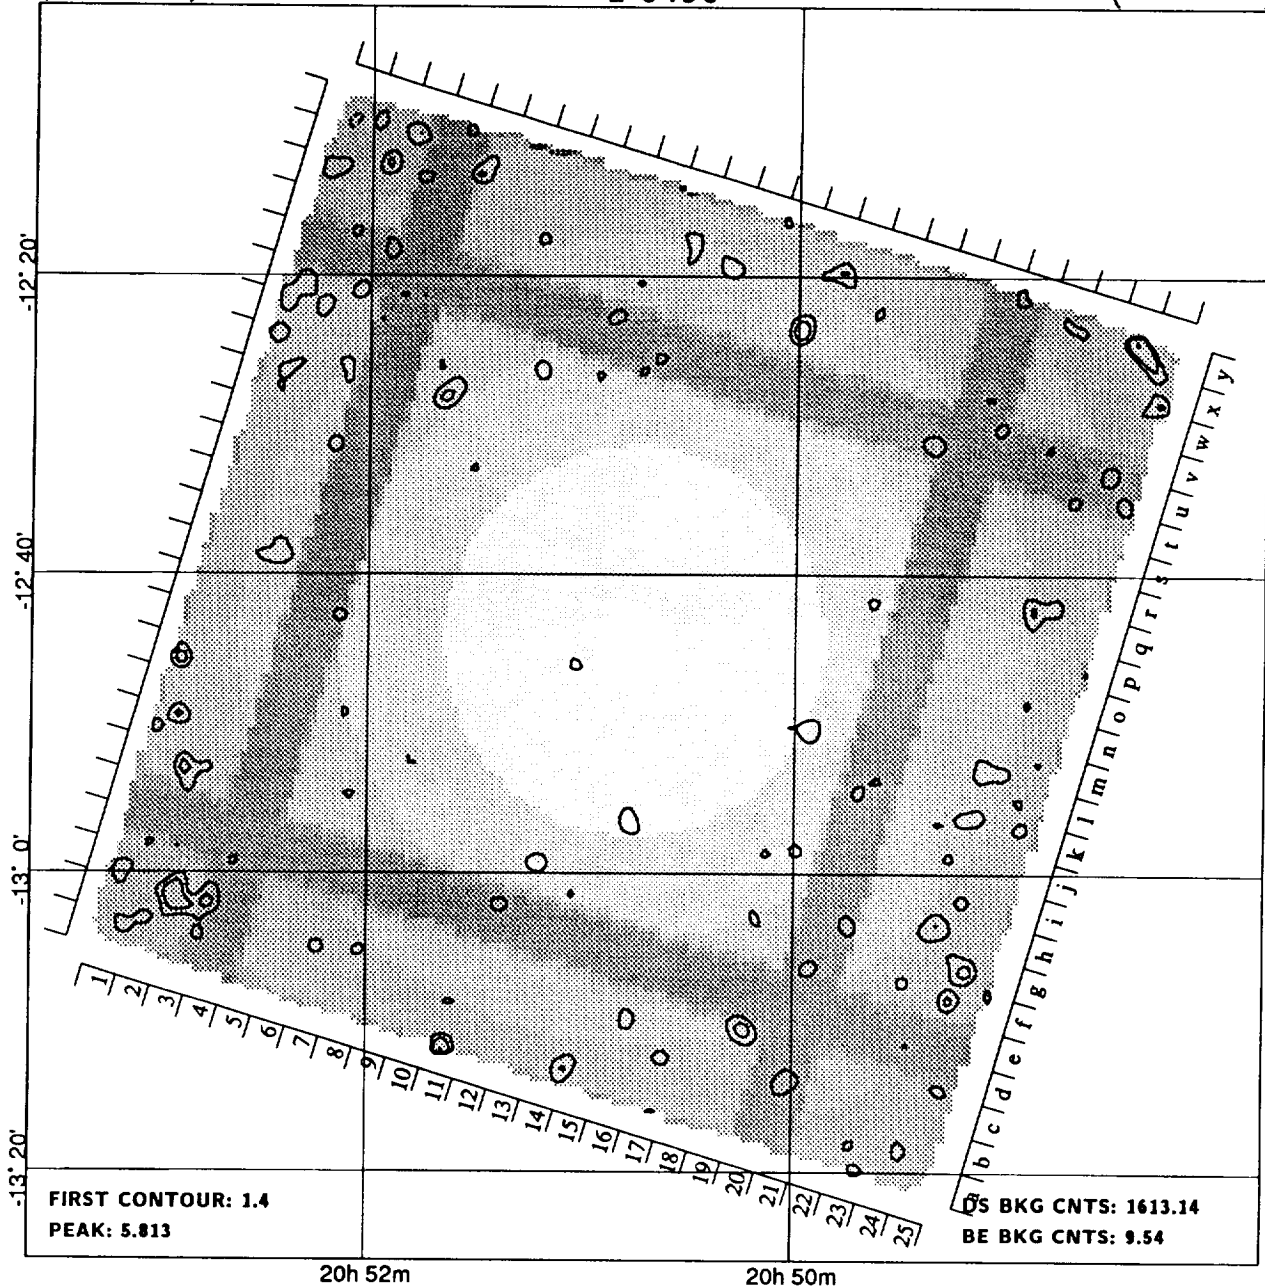 -12° 20'
-12° 40'
-13° 0'
-13° 20'
y
x
w
v
u
t
s
r
q
p
o
n
m
l
k
j
i
h
g
f
e
d
c
b
a
1 2 3 4 5 6 7 8 9 10 11 12 13 14 15 16 17 18 19 20 21 22 23 24 25
FIRST CONTOUR: 1.4
PEAK: 5.813
DS BKG CNTS: 1613.14
BE BKG CNTS: 9.54
20h 52m
20h 50m